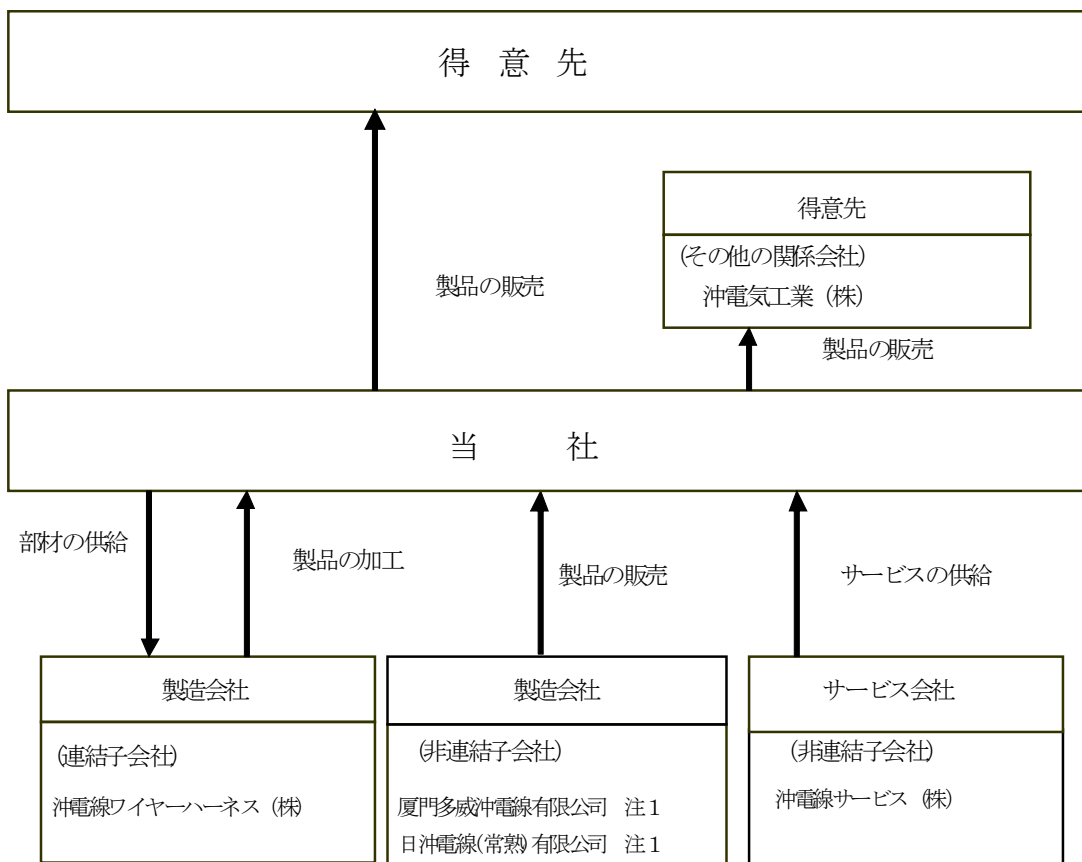 得 意 先
得意先
(その他の関係会社)
沖電気工業（株）
製品の販売
製品の販売
当 社
部材の供給
製品の加工
製品の販売
サービスの供給
製造会社
(連結子会社)
沖電線ワイヤーハーネス（株）
製造会社
(非連結子会社)
厦門多威沖電線有限公司 注１
日沖電線(常熟)有限公司 注１
サービス会社
(非連結子会社)
沖電線サービス（株）